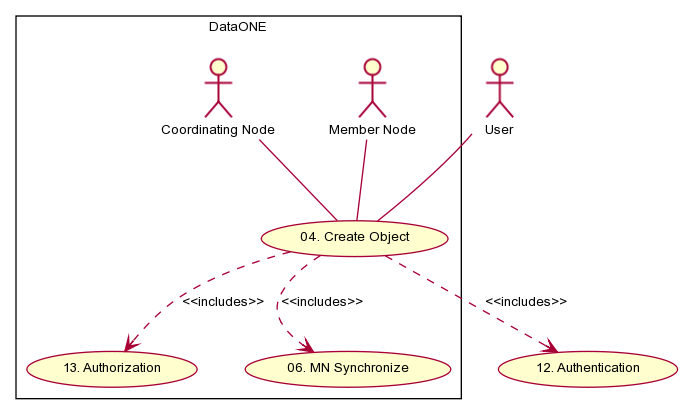 DataONE
Coordinating Node
Member Node
User
04. Create Object
<<includes>>
<<includes>>
<<includes>>
13. Authorization
06. MN Synchronize
12. Authentication